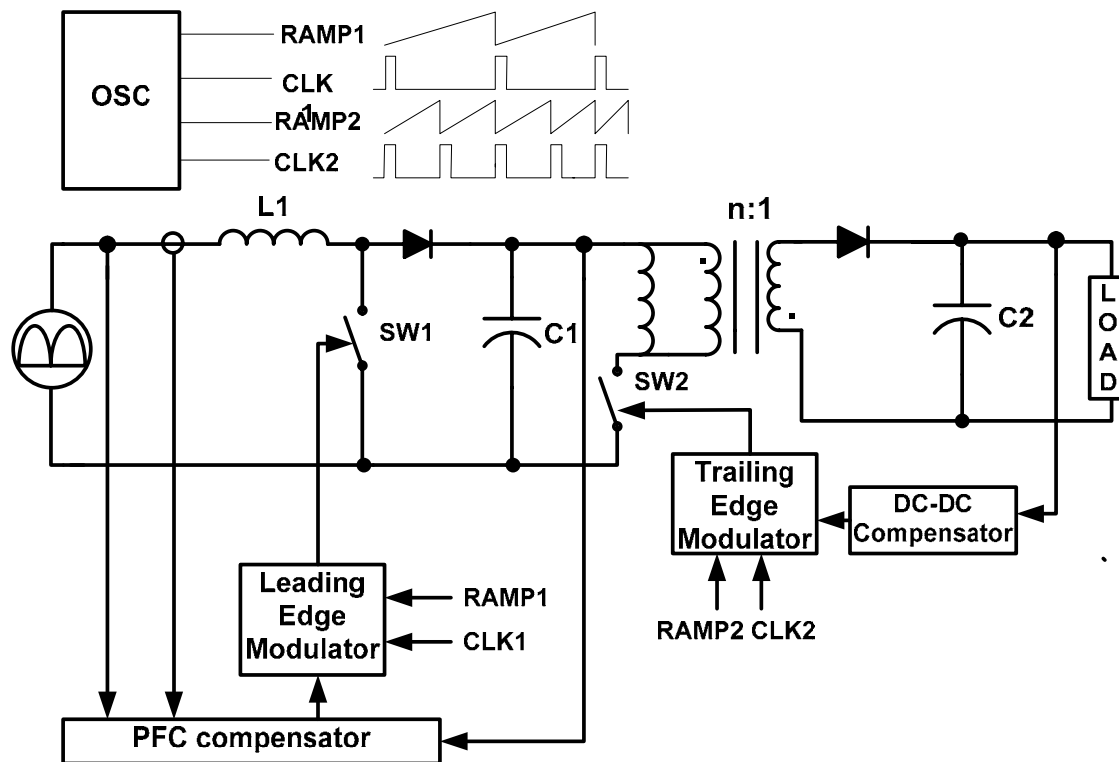 OSC
RAMP1
CLK
1
RAMP2
CLK2
L1
n:1
SW1
C1
SW2
C2
L
O
A
D
Trailing
Edge
Modulator
DC-DC
Compensator
Leading
Edge
Modulator
RAMP1
CLK1
RAMP2 CLK2
PFC compensator